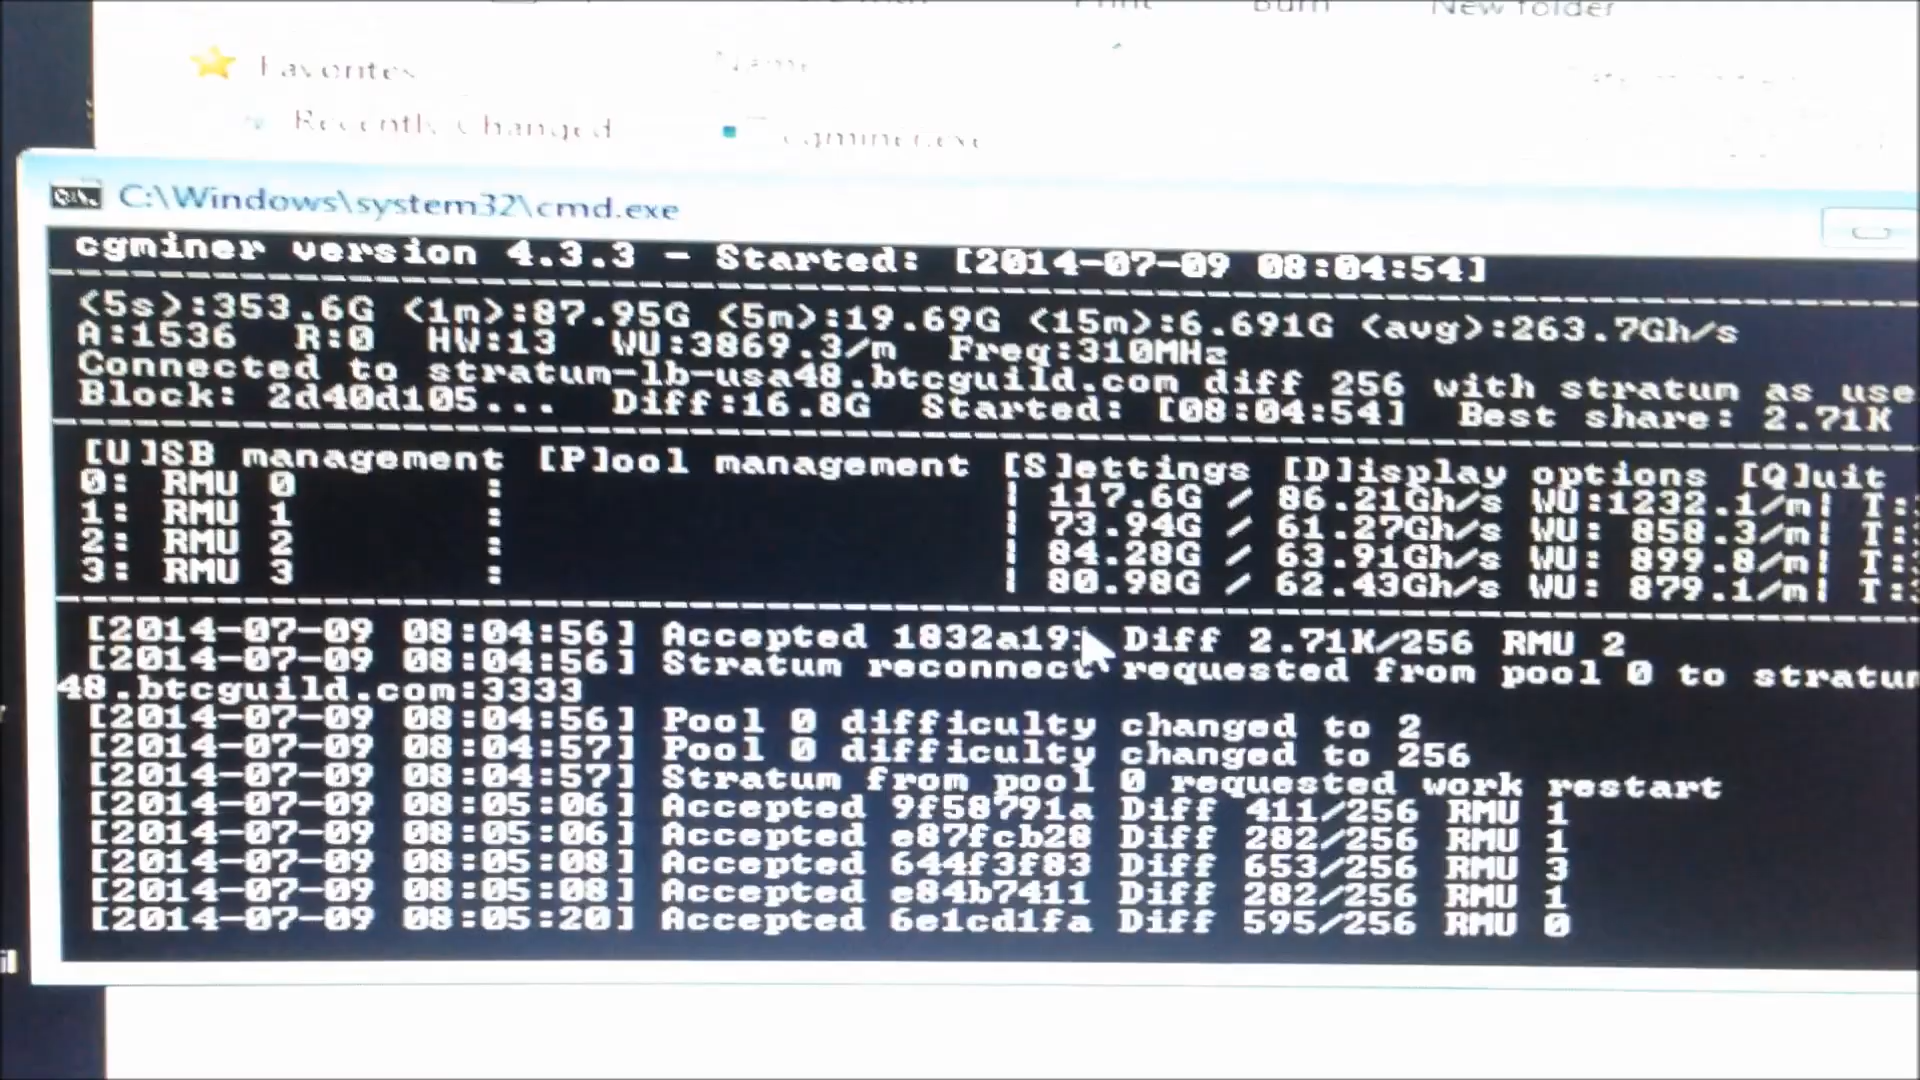 Print Burn New folder
Favorites Name
Recently Changed cgminer.exe
C:\Windows\system32\cmd.exe
cgminer version 4.3.3 - Started: [2014-07-09 08:04:54]
(5s):353.6G (1m):87.95G (5m):19.69G (15m):6.691G (avg):263.7Gh/s
A:1536 R:0 HW:13 WU:3869.3/m Freq:310MHz
Connected to stratum-lb-usa48.btcguild.com diff 256 with stratum as use
Block: 2d40d105... Diff:16.8G Started: [08:04:54] Best share: 2.71K
[U]SB management [P]ool management [S]ettings [D]isplay options [Q]uit
0: RMU 0 : | 117.6G / 86.21Gh/s WU:1232.1/m| T:
1: RMU 1 : | 73.94G / 61.27Gh/s WU: 858.3/m| T:
2: RMU 2 : | 84.28G / 63.91Gh/s WU: 899.8/m| T:
3: RMU 3 : | 80.98G / 62.43Gh/s WU: 879.1/m| T:
[2014-07-09 08:04:56] Accepted 1832a19 Diff 2.71K/256 RMU 2
[2014-07-09 08:04:56] Stratum reconnect requested from pool 0 to stratum
48.btcguild.com:3333
[2014-07-09 08:04:56] Pool 0 difficulty changed to 2
[2014-07-09 08:04:57] Pool 0 difficulty changed to 256
[2014-07-09 08:04:57] Stratum from pool 0 requested work restart
[2014-07-09 08:05:06] Accepted 9f58791a Diff 411/256 RMU 1
[2014-07-09 08:05:06] Accepted e87fcb28 Diff 282/256 RMU 1
[2014-07-09 08:05:08] Accepted 644f3f83 Diff 653/256 RMU 3
[2014-07-09 08:05:08] Accepted e84b7411 Diff 282/256 RMU 1
[2014-07-09 08:05:20] Accepted 6e1cd1fa Diff 595/256 RMU 0